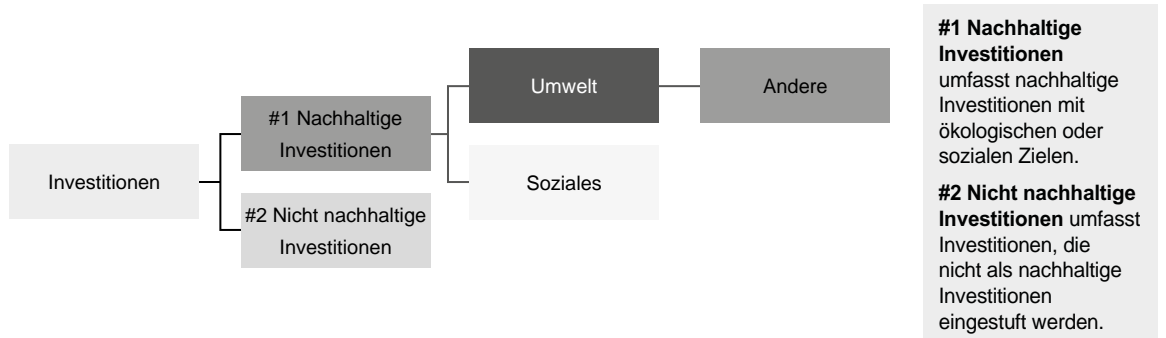 Investitionen
#1 Nachhaltige
Investitionen
#2 Nicht nachhaltige
Investitionen
Umwelt
Soziales
Andere
#1 Nachhaltige
Investitionen
umfasst nachhaltige
Investitionen mit
ökologischen oder
sozialen Zielen.
#2 Nicht nachhaltige
Investitionen umfasst
Investitionen, die
nicht als nachhaltige
Investitionen
eingestuft werden.